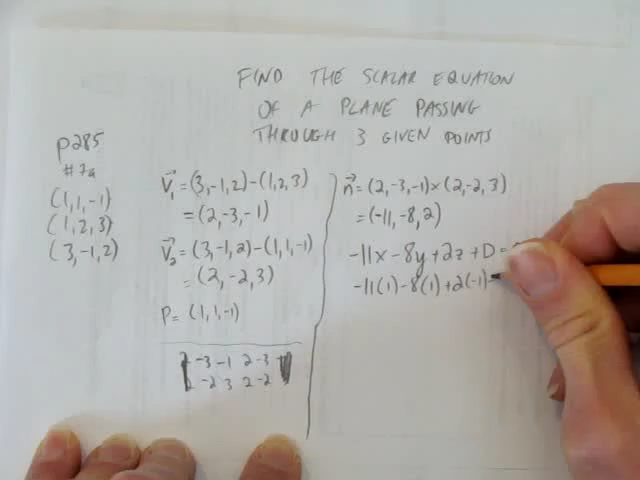 FIND THE SCALAR EQUATION
OF A PLANE PASSING
THROUGH 3 GIVEN POINTS
p285
#7a
(1,1,-1)
(1,2,3)
(3,-1,2)
V⃗₁ = (3,-1,2)-(1,2,3)
= (2,-3,-1)
V⃗₂ = (3,-1,2)-(1,1,-1)
= (2,-2,3)
P = (1,1,-1)
-3 -1 2 -3
2 -2 3 2 -2
n⃗ = (2,-3,-1)×(2,-2,3)
= (-11,-8,2)
-11x - 8y + 2z + D =
-11(1) - 8(1) + 2(-1)